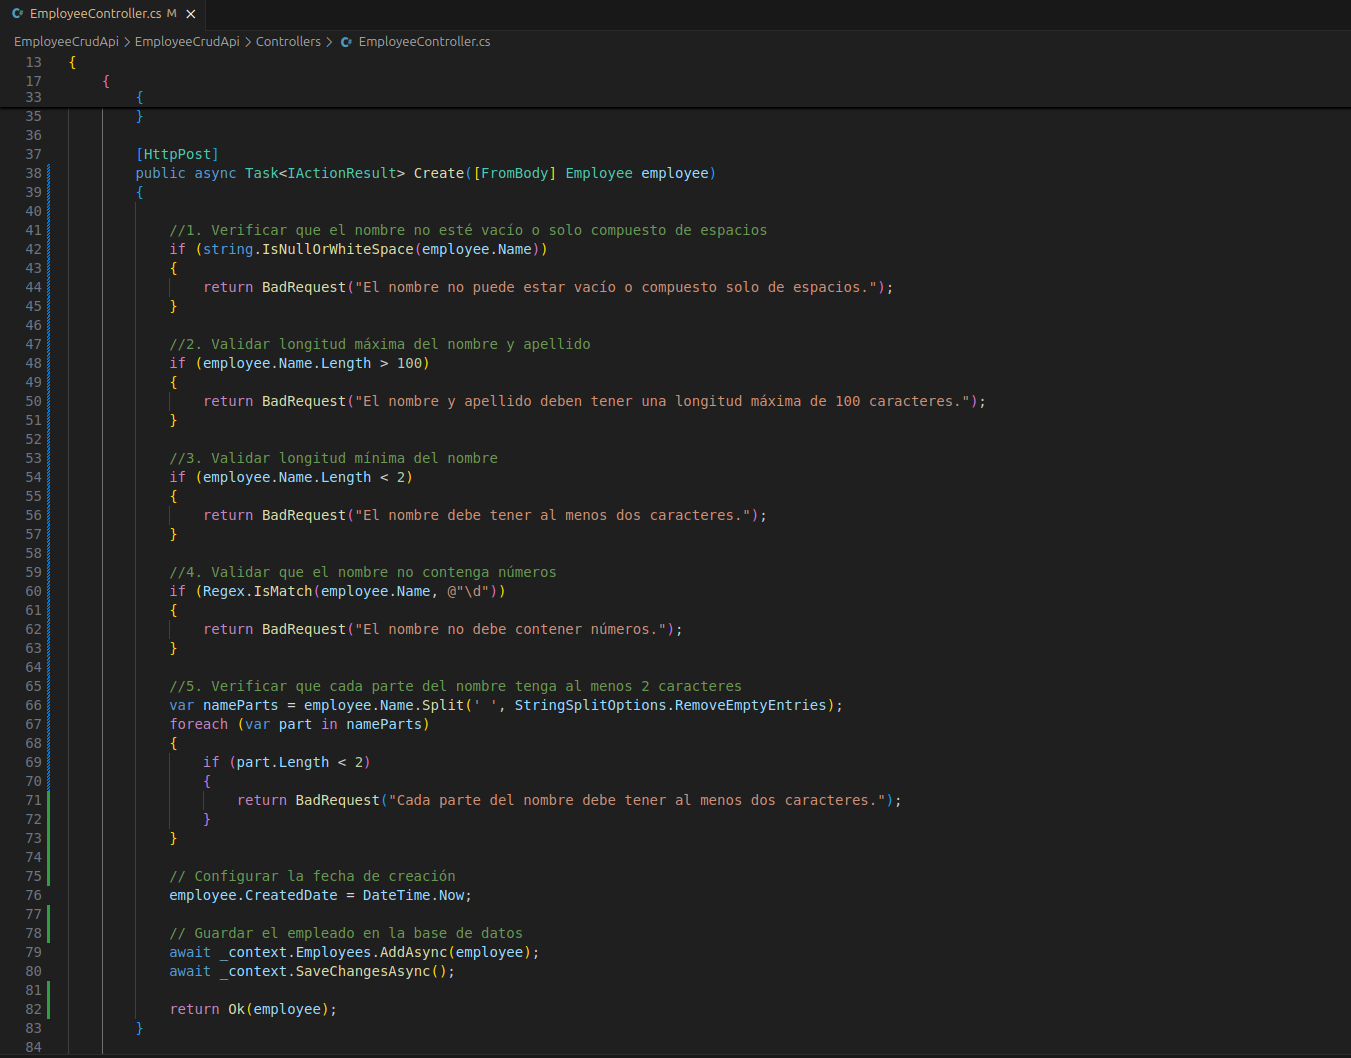 EmployeeController.cs M ×
EmployeeCrudApi > EmployeeCrudApi > Controllers > EmployeeController.cs
13 {
17 {
33 {
35 }
36
37 [HttpPost]
38 public async Task<IActionResult> Create([FromBody] Employee employee)
39 {
40
41 //1. Verificar que el nombre no esté vacío o solo compuesto de espacios
42 if (string.IsNullOrWhiteSpace(employee.Name))
43 {
44 return BadRequest("El nombre no puede estar vacío o compuesto solo de espacios.");
45 }
46
47 //2. Validar longitud máxima del nombre y apellido
48 if (employee.Name.Length > 100)
49 {
50 return BadRequest("El nombre y apellido deben tener una longitud máxima de 100 caracteres.");
51 }
52
53 //3. Validar longitud mínima del nombre
54 if (employee.Name.Length < 2)
55 {
56 return BadRequest("El nombre debe tener al menos dos caracteres.");
57 }
58
59 //4. Validar que el nombre no contenga números
60 if (Regex.IsMatch(employee.Name, @"\d"))
61 {
62 return BadRequest("El nombre no debe contener números.");
63 }
64
65 //5. Verificar que cada parte del nombre tenga al menos 2 caracteres
66 var nameParts = employee.Name.Split(' ', StringSplitOptions.RemoveEmptyEntries);
67 foreach (var part in nameParts)
68 {
69 if (part.Length < 2)
70 {
71 return BadRequest("Cada parte del nombre debe tener al menos dos caracteres.");
72 }
73 }
74
75 // Configurar la fecha de creación
76 employee.CreatedDate = DateTime.Now;
77
78 // Guardar el empleado en la base de datos
79 await _context.Employees.AddAsync(employee);
80 await _context.SaveChangesAsync();
81
82 return Ok(employee);
83 }
84